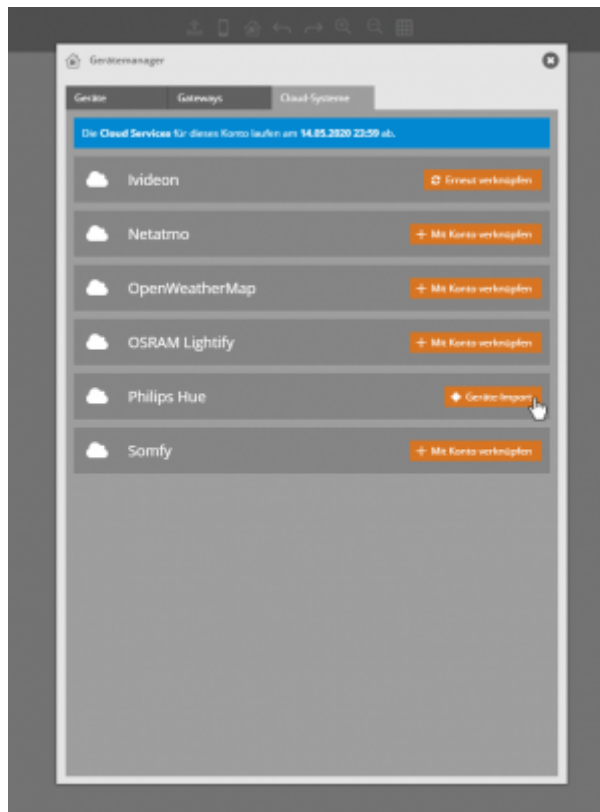 Gerätemanager
Geräte Gateways Cloud-Systeme
Die Cloud Services für dieses Konto laufen am 14.05.2020 23:59 ab.
Ivideon Erneut verknüpfen
Netatmo Mit Konto verknüpfen
OpenWeatherMap Mit Konto verknüpfen
OSRAM Lightify Mit Konto verknüpfen
Philips Hue Geräte-Import
Somfy Mit Konto verknüpfen